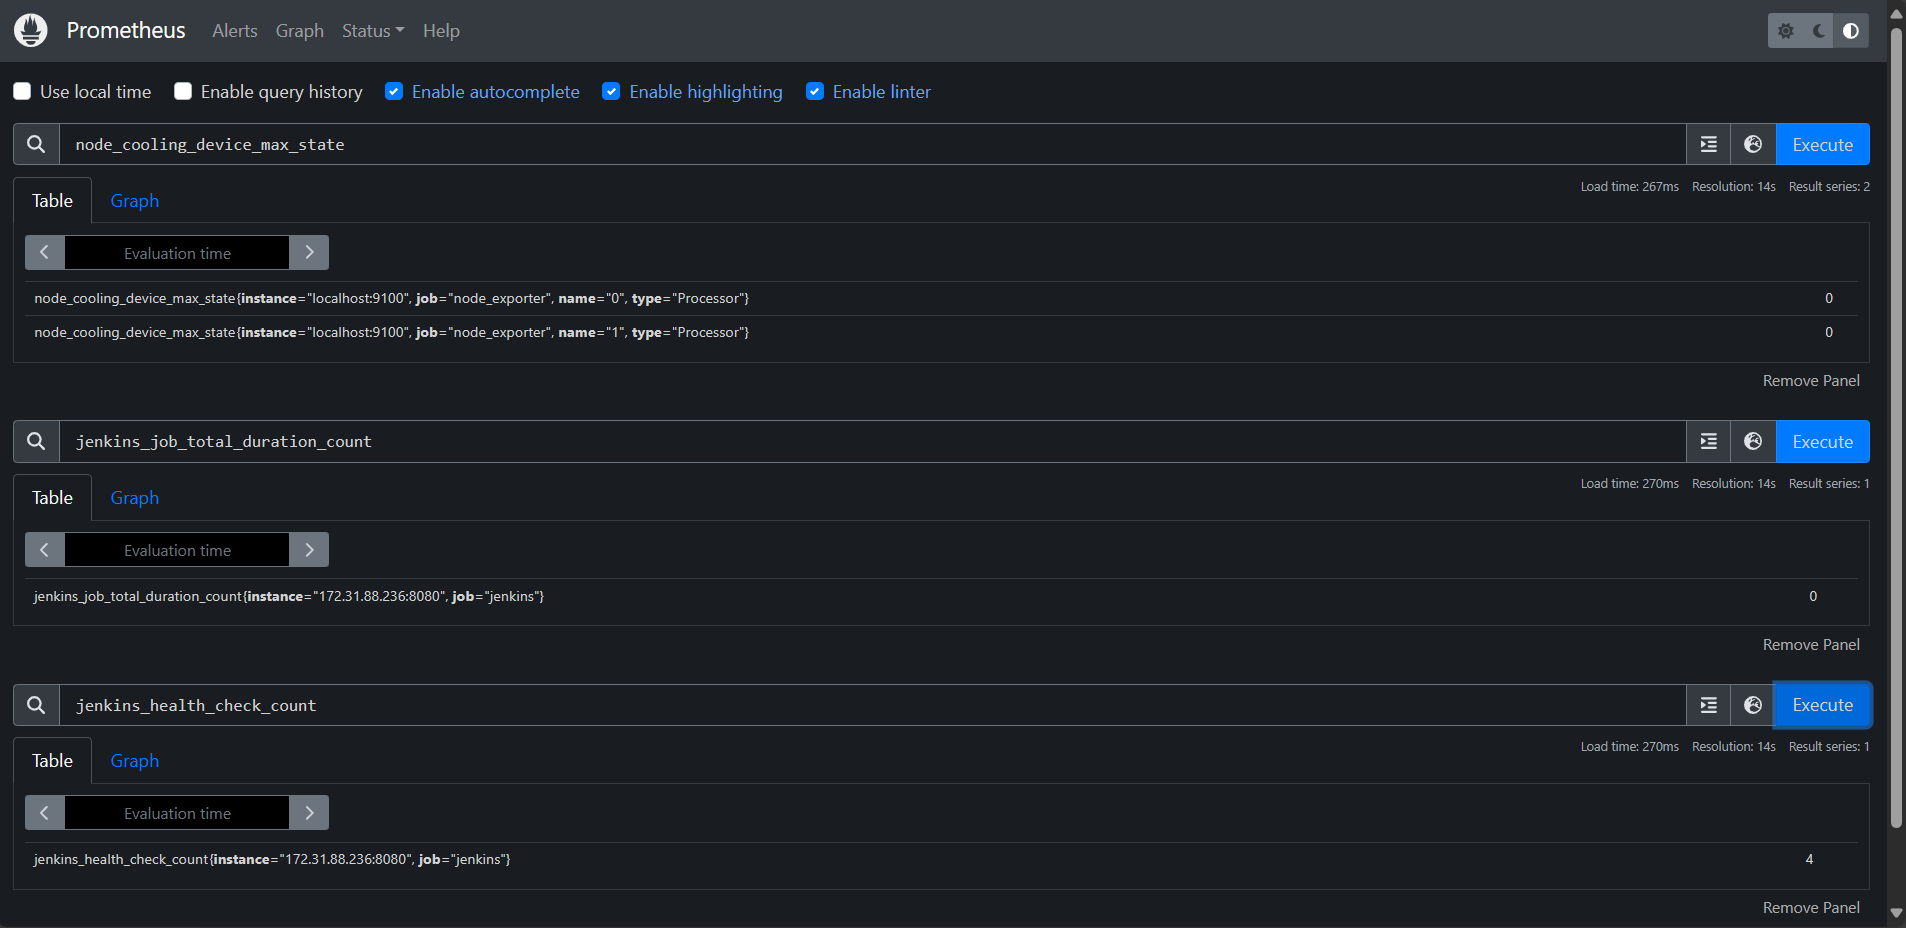 Prometheus Alerts Graph Status Help
Use local time Enable query history Enable autocomplete Enable highlighting Enable linter
node_cooling_device_max_state Execute
Table Graph Load time: 267ms Resolution: 14s Result series: 2
Evaluation time
node_cooling_device_max_state{instance="localhost:9100", job="node_exporter", name="0", type="Processor"} 0
node_cooling_device_max_state{instance="localhost:9100", job="node_exporter", name="1", type="Processor"} 0
Remove Panel
jenkins_job_total_duration_count Execute
Table Graph Load time: 270ms Resolution: 14s Result series: 1
Evaluation time
jenkins_job_total_duration_count{instance="172.31.88.236:8080", job="jenkins"} 0
Remove Panel
jenkins_health_check_count Execute
Table Graph Load time: 270ms Resolution: 14s Result series: 1
Evaluation time
jenkins_health_check_count{instance="172.31.88.236:8080", job="jenkins"} 4
Remove Panel